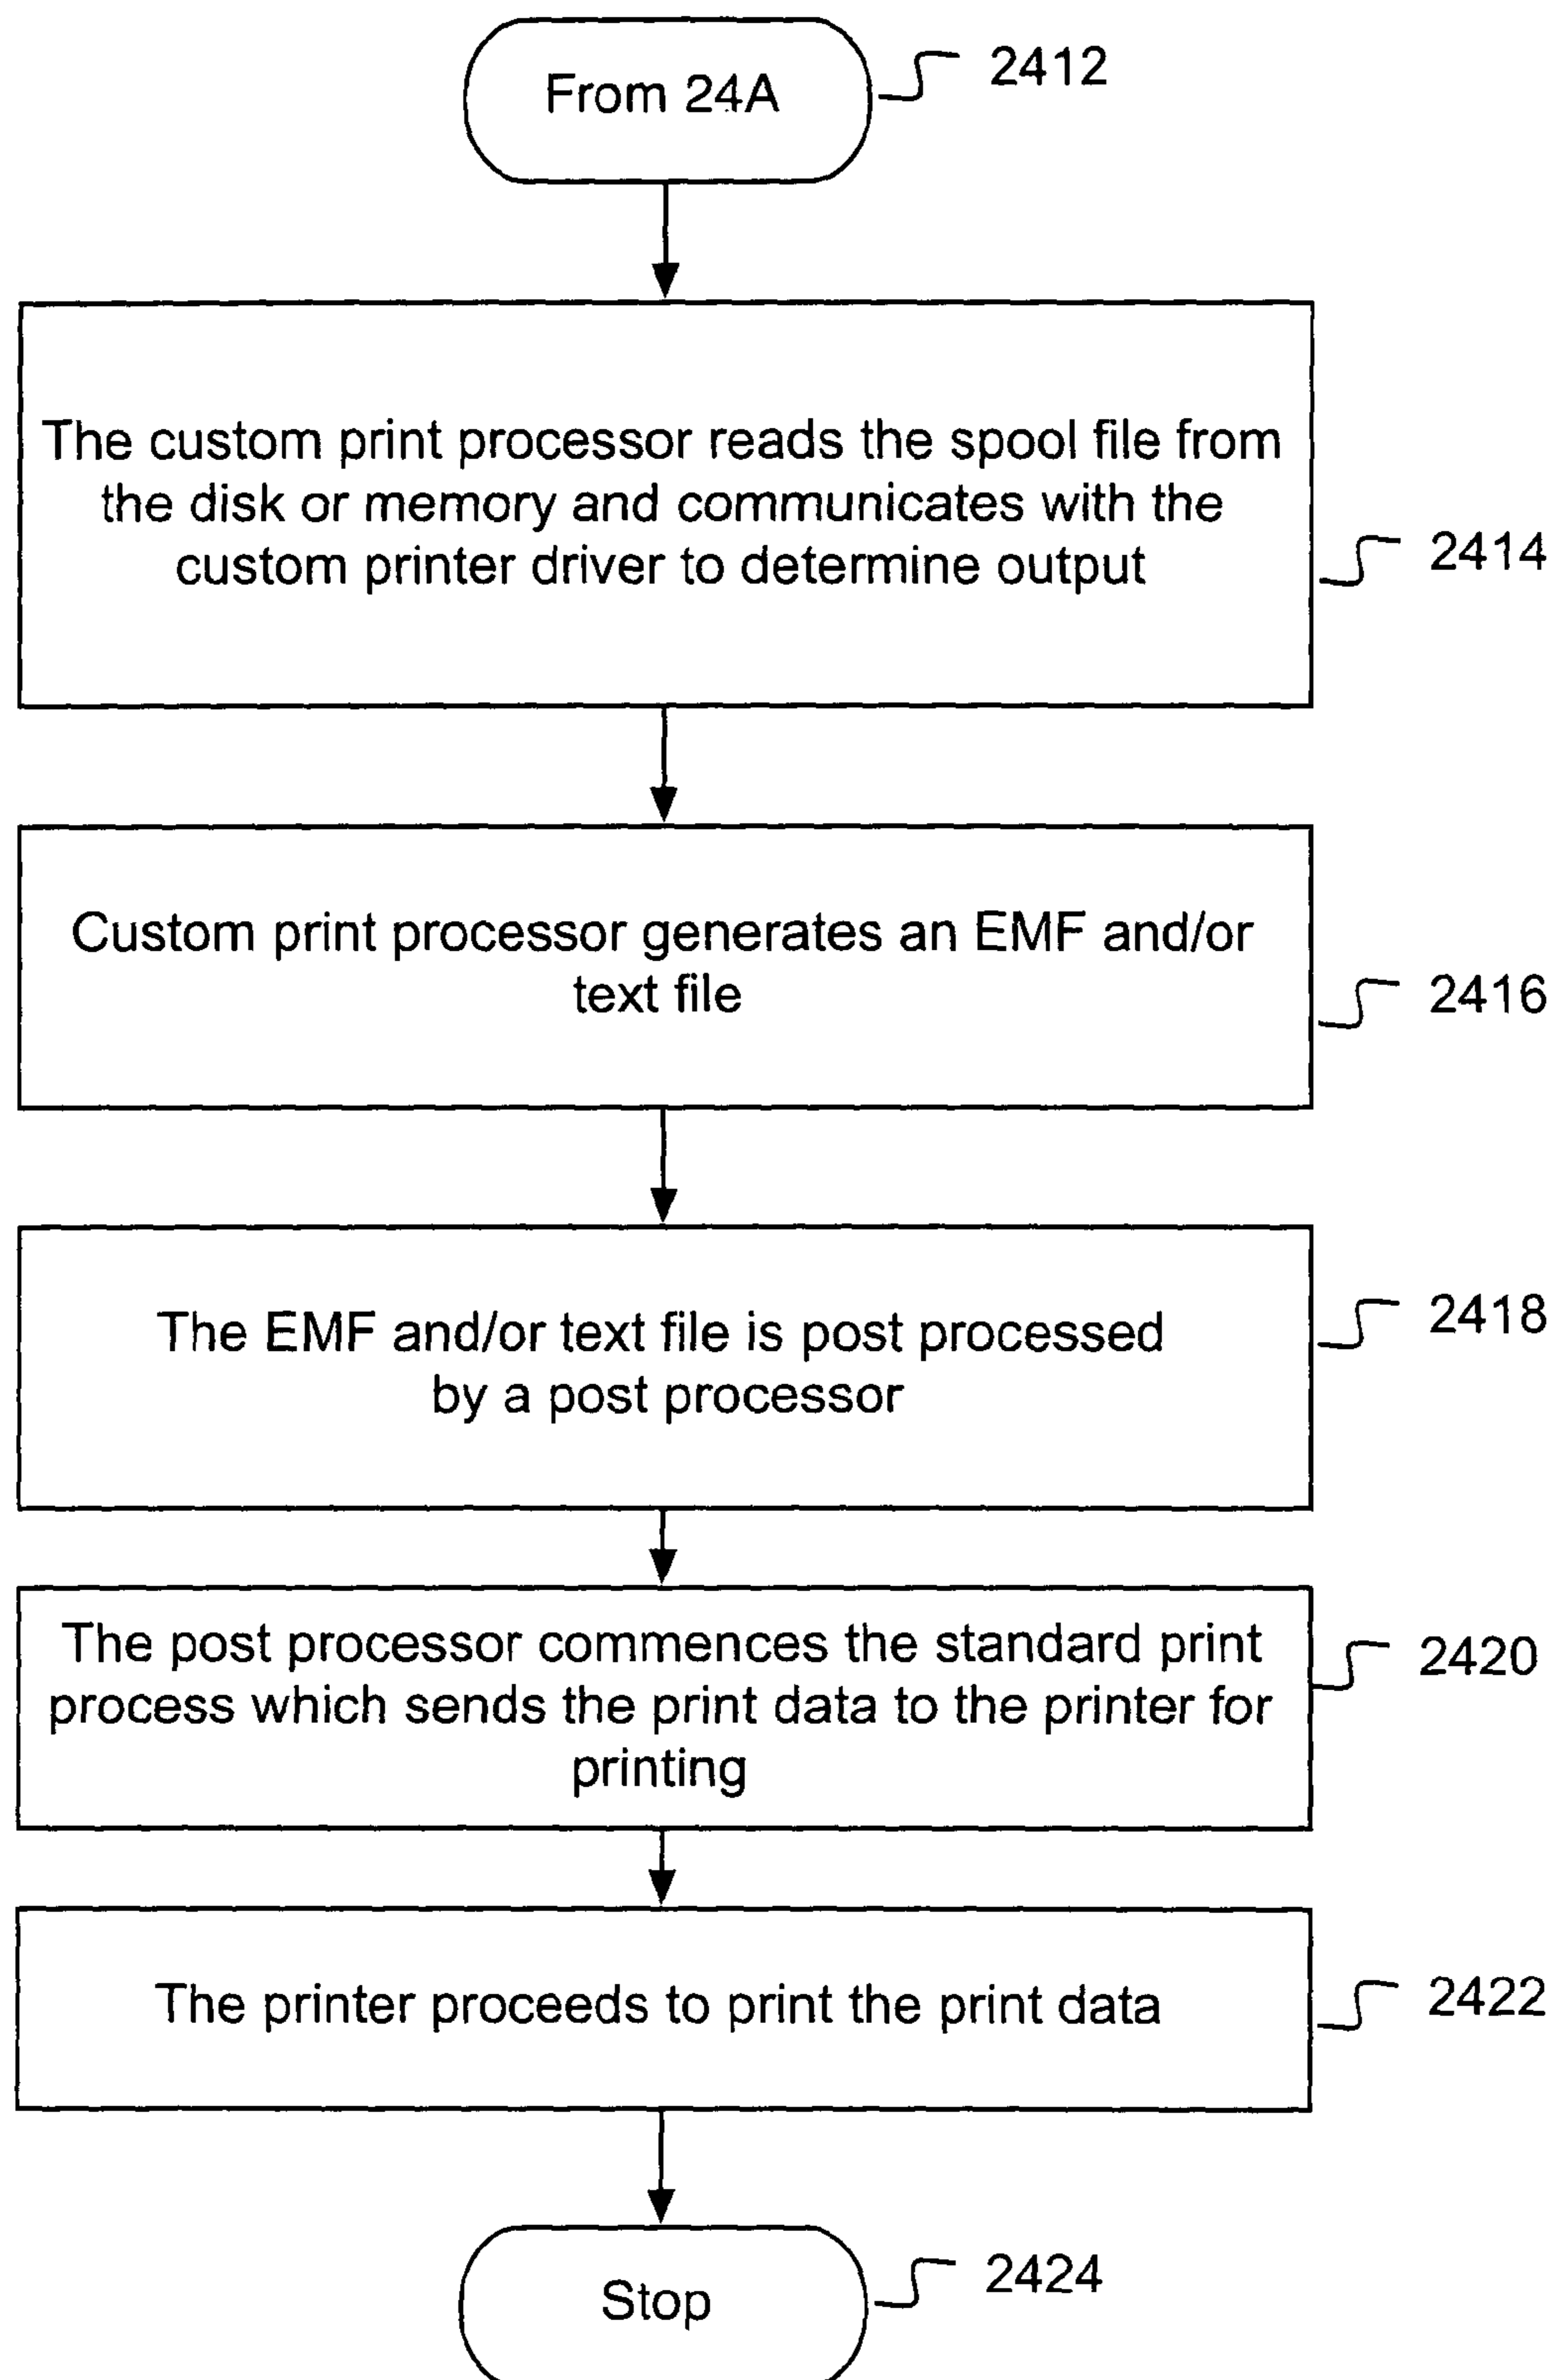 From 24A
2412
The custom print processor reads the spool file from
the disk or memory and communicates with the
custom printer driver to determine output
2414
Custom print processor generates an EMF and/or
text file
2416
The EMF and/or text file is post processed
by a post processor
2418
The post processor commences the standard print
process which sends the print data to the printer for
printing
2420
The printer proceeds to print the print data
2422
Stop
2424